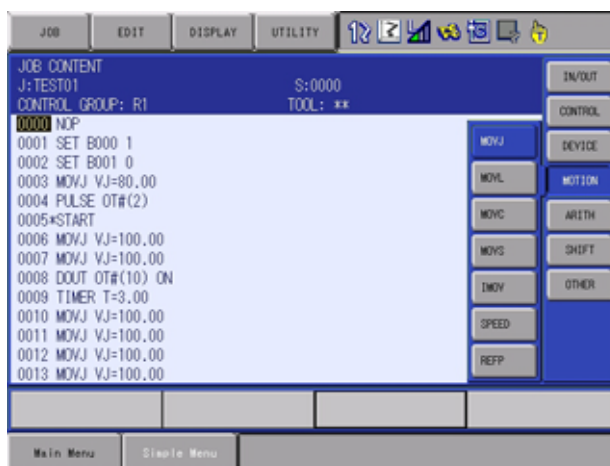 JOB EDIT DISPLAY UTILITY
JOB CONTENT
J:TEST01 S:0000
CONTROL GROUP: R1 TOOL: **
0000 NOP
0001 SET B000 1
0002 SET B001 0
0003 MOVJ VJ=80.00
0004 PULSE OT#(2)
0005*START
0006 MOVJ VJ=100.00
0007 MOVJ VJ=100.00
0008 DOUT OT#(10) ON
0009 TIMER T=3.00
0010 MOVJ VJ=100.00
0011 MOVJ VJ=100.00
0012 MOVJ VJ=100.00
0013 MOVJ VJ=100.00
MOVJ
MOVL
MOVC
MOVS
IMOV
SPEED
REFP
IN/OUT
CONTROL
DEVICE
MOTION
ARITH
SHIFT
OTHER
Main Menu Simple Menu